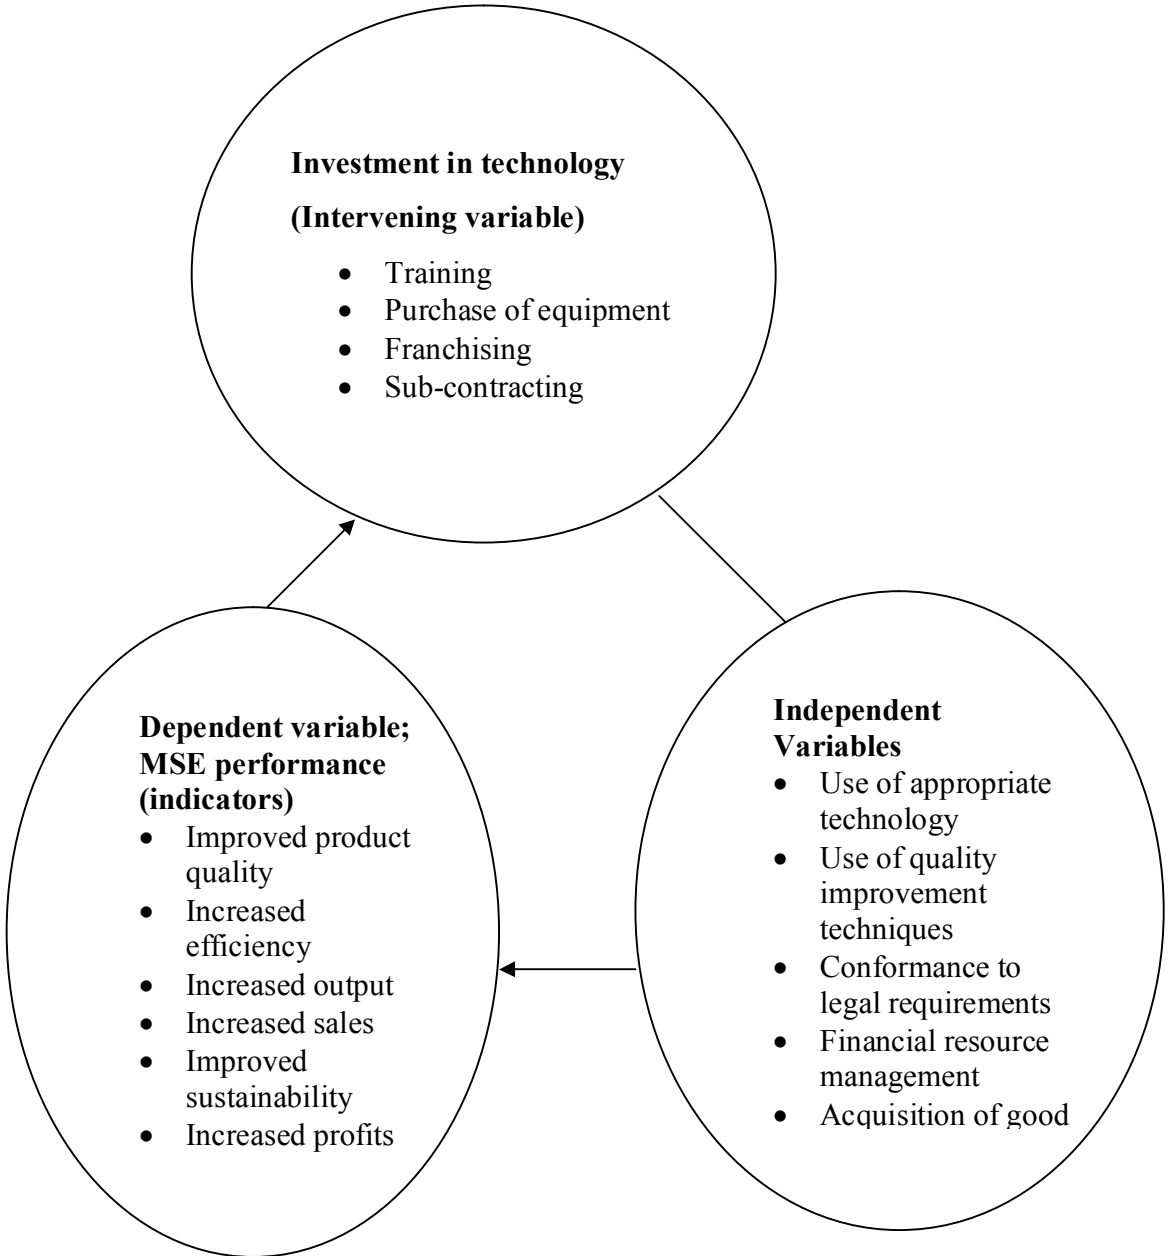 Investment in technology
(Intervening variable)
• Training
• Purchase of equipment
• Franchising
• Sub-contracting
Dependent variable;
MSE performance
(indicators)
• Improved product
quality
• Increased
efficiency
• Increased output
• Increased sales
• Improved
sustainability
• Increased profits
Independent
Variables
• Use of appropriate
technology
• Use of quality
improvement
techniques
• Conformance to
legal requirements
• Financial resource
management
• Acquisition of good